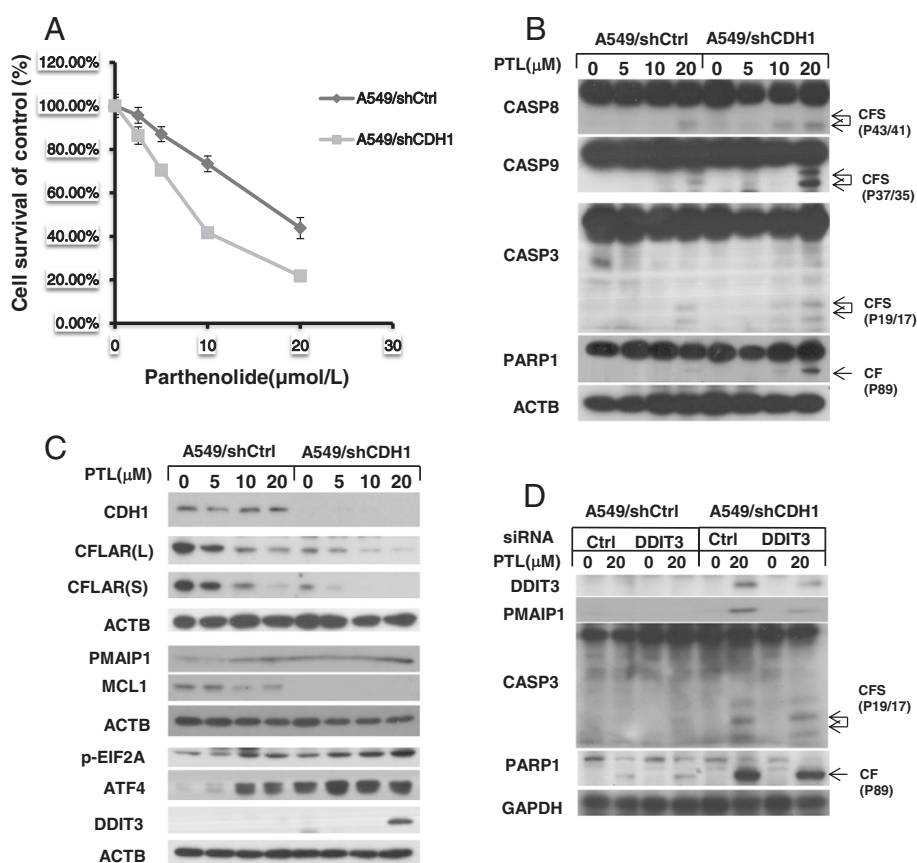 A
120.00%
100.00%
80.00%
60.00%
40.00%
20.00%
0.00%
Cell survival of control (%)
0 10 20 30
Parthenolide(μmol/L)
A549/shCtrl
A549/shCDH1
B
A549/shCtrl A549/shCDH1
PTL(μM) 0 5 10 20 0 5 10 20
CASP8
CFS
(P43/41)
CASP9
CFS
(P37/35)
CASP3
CFS
(P19/17)
PARP1
CF
(P89)
ACTB
C
A549/shCtrl A549/shCDH1
PTL(μM) 0 5 10 20 0 5 10 20
CDH1
CFLAR(L)
CFLAR(S)
ACTB
PMAIP1
MCL1
ACTB
p-EIF2A
ATF4
DDIT3
ACTB
D
A549/shCtrl A549/shCDH1
siRNA Ctrl DDIT3 Ctrl DDIT3
PTL(μM) 0 20 0 20 0 20 0 20
DDIT3
PMAIP1
CASP3
CFS
(P19/17)
PARP1
CF
(P89)
GAPDH